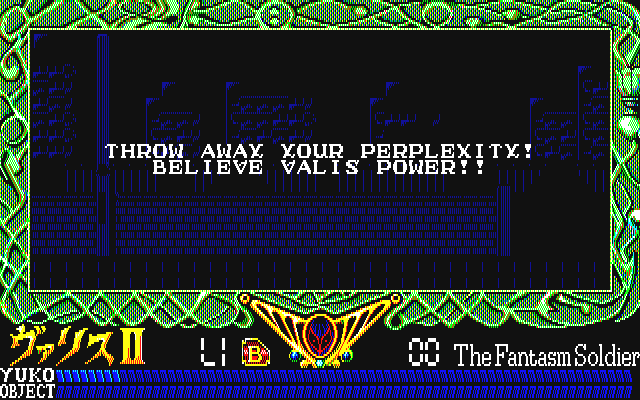 THROW AWAY YOUR PERPLEXITY!
BELIEVE VALIS POWER!!
ヴァリスII
B
00
The Fantasm Soldier
YUKO
OBJECT